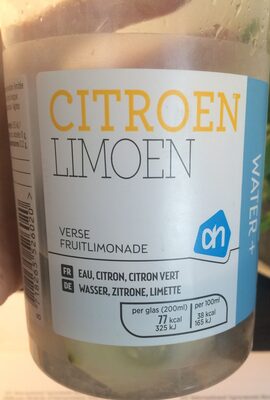 CITROEN
LIMOEN
WATER +
VERSE
FRUITLIMONADE
ah
FR EAU, CITRON, CITRON VERT
DE WASSER, ZITRONE, LIMETTE
per glas (200ml) per 100ml
77 kcal 38 kcal
325 kJ 165 kJ